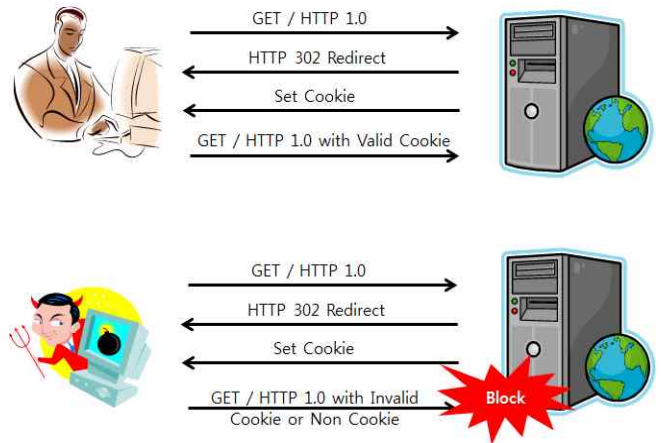 GET / HTTP 1.0
HTTP 302 Redirect
Set Cookie
GET / HTTP 1.0 with Valid Cookie
GET / HTTP 1.0
HTTP 302 Redirect
Set Cookie
GET / HTTP 1.0 with Invalid
Cookie or Non Cookie
Block